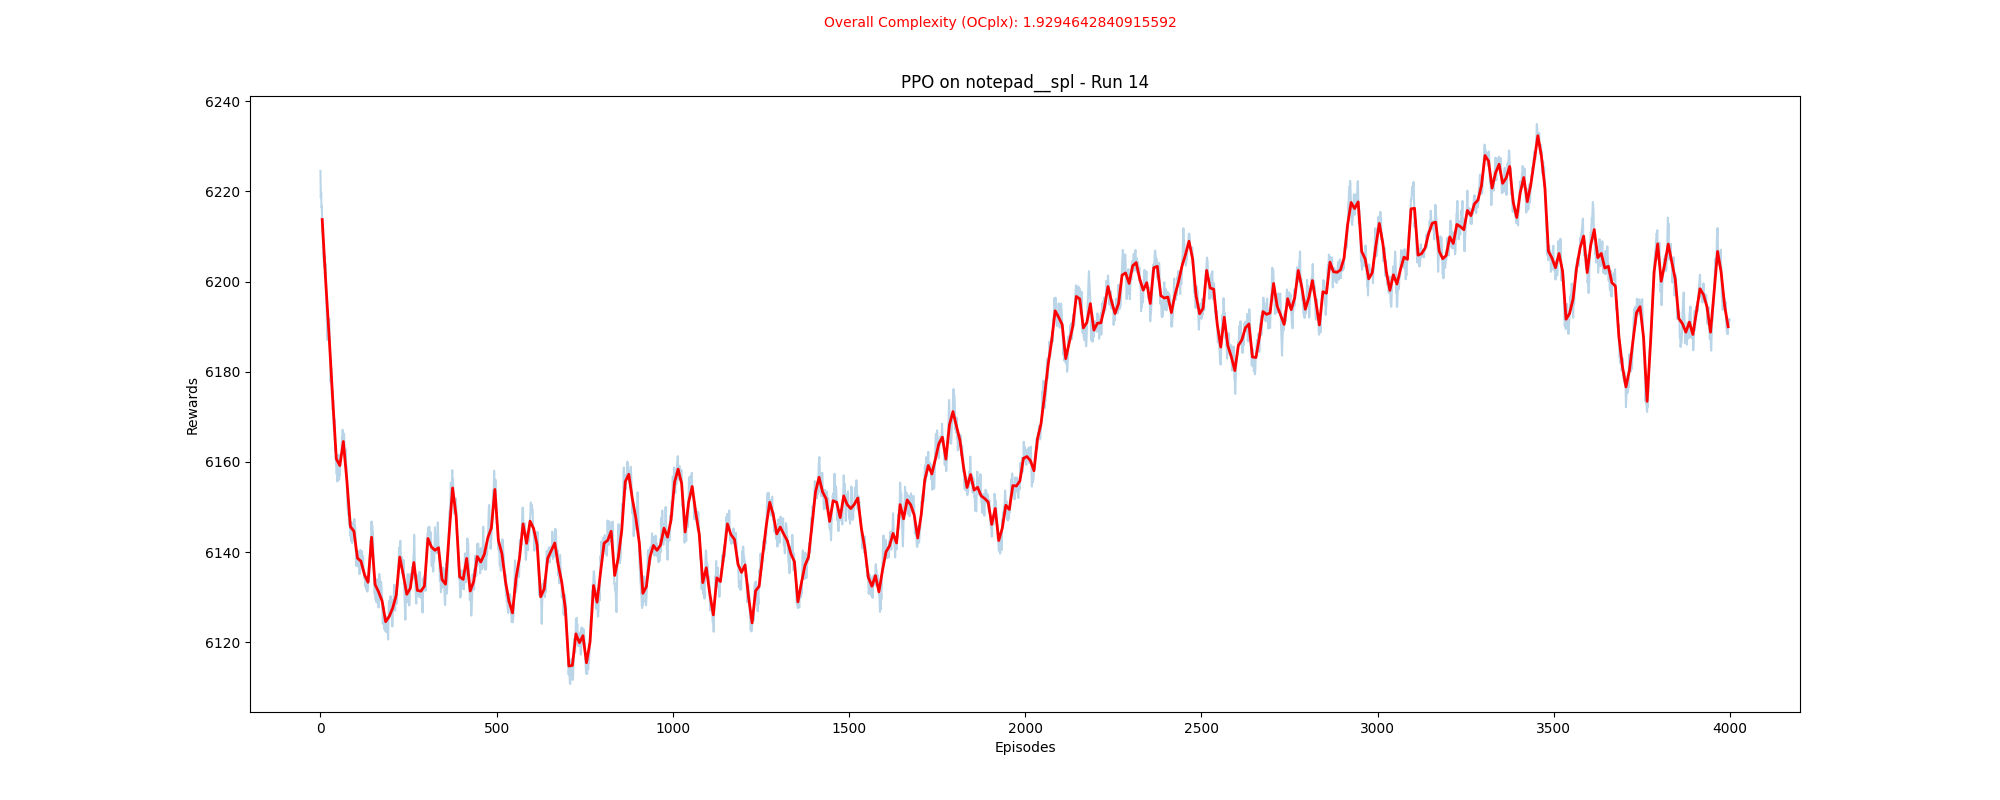 Overall Complexity (OCplx): 1.9294642840915592
PPO on notepad__spl - Run 14
Rewards
6240
6220
6200
6180
6160
6140
6120
0 500 1000 1500 2000 2500 3000 3500 4000
Episodes